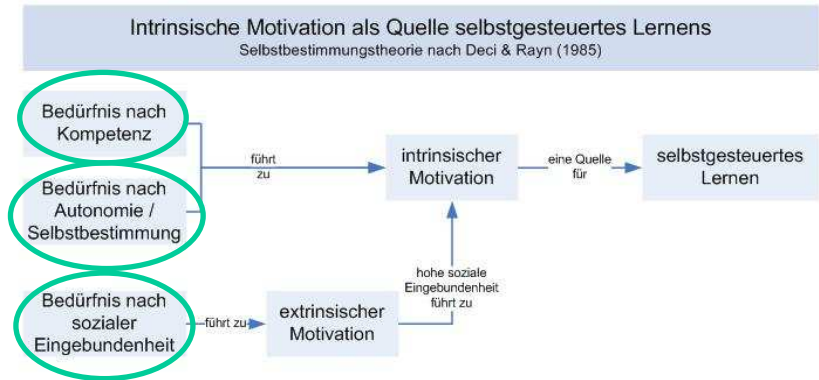 Intrinsische Motivation als Quelle selbstgesteuertes Lernens
Selbstbestimmungstheorie nach Deci & Rayn (1985)
Bedürfnis nach
Kompetenz
Bedürfnis nach
Autonomie /
Selbstbestimmung
führt
zu
intrinsischer
Motivation
eine Quelle
für
selbstgesteuertes
Lernen
hohe soziale
Eingebundenheit
führt zu
Bedürfnis nach
sozialer
Eingebundenheit
führt zu
extrinsischer
Motivation